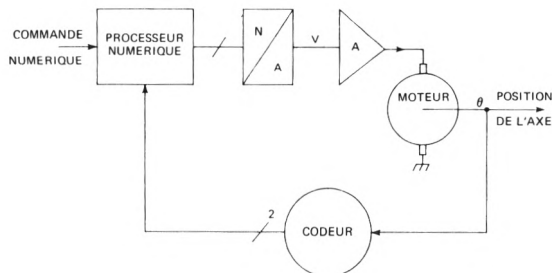 COMMANDE
NUMERIQUE
PROCESSEUR
NUMERIQUE
N
A
V
A
MOTEUR
θ
POSITION
DE L'AXE
2
CODEUR